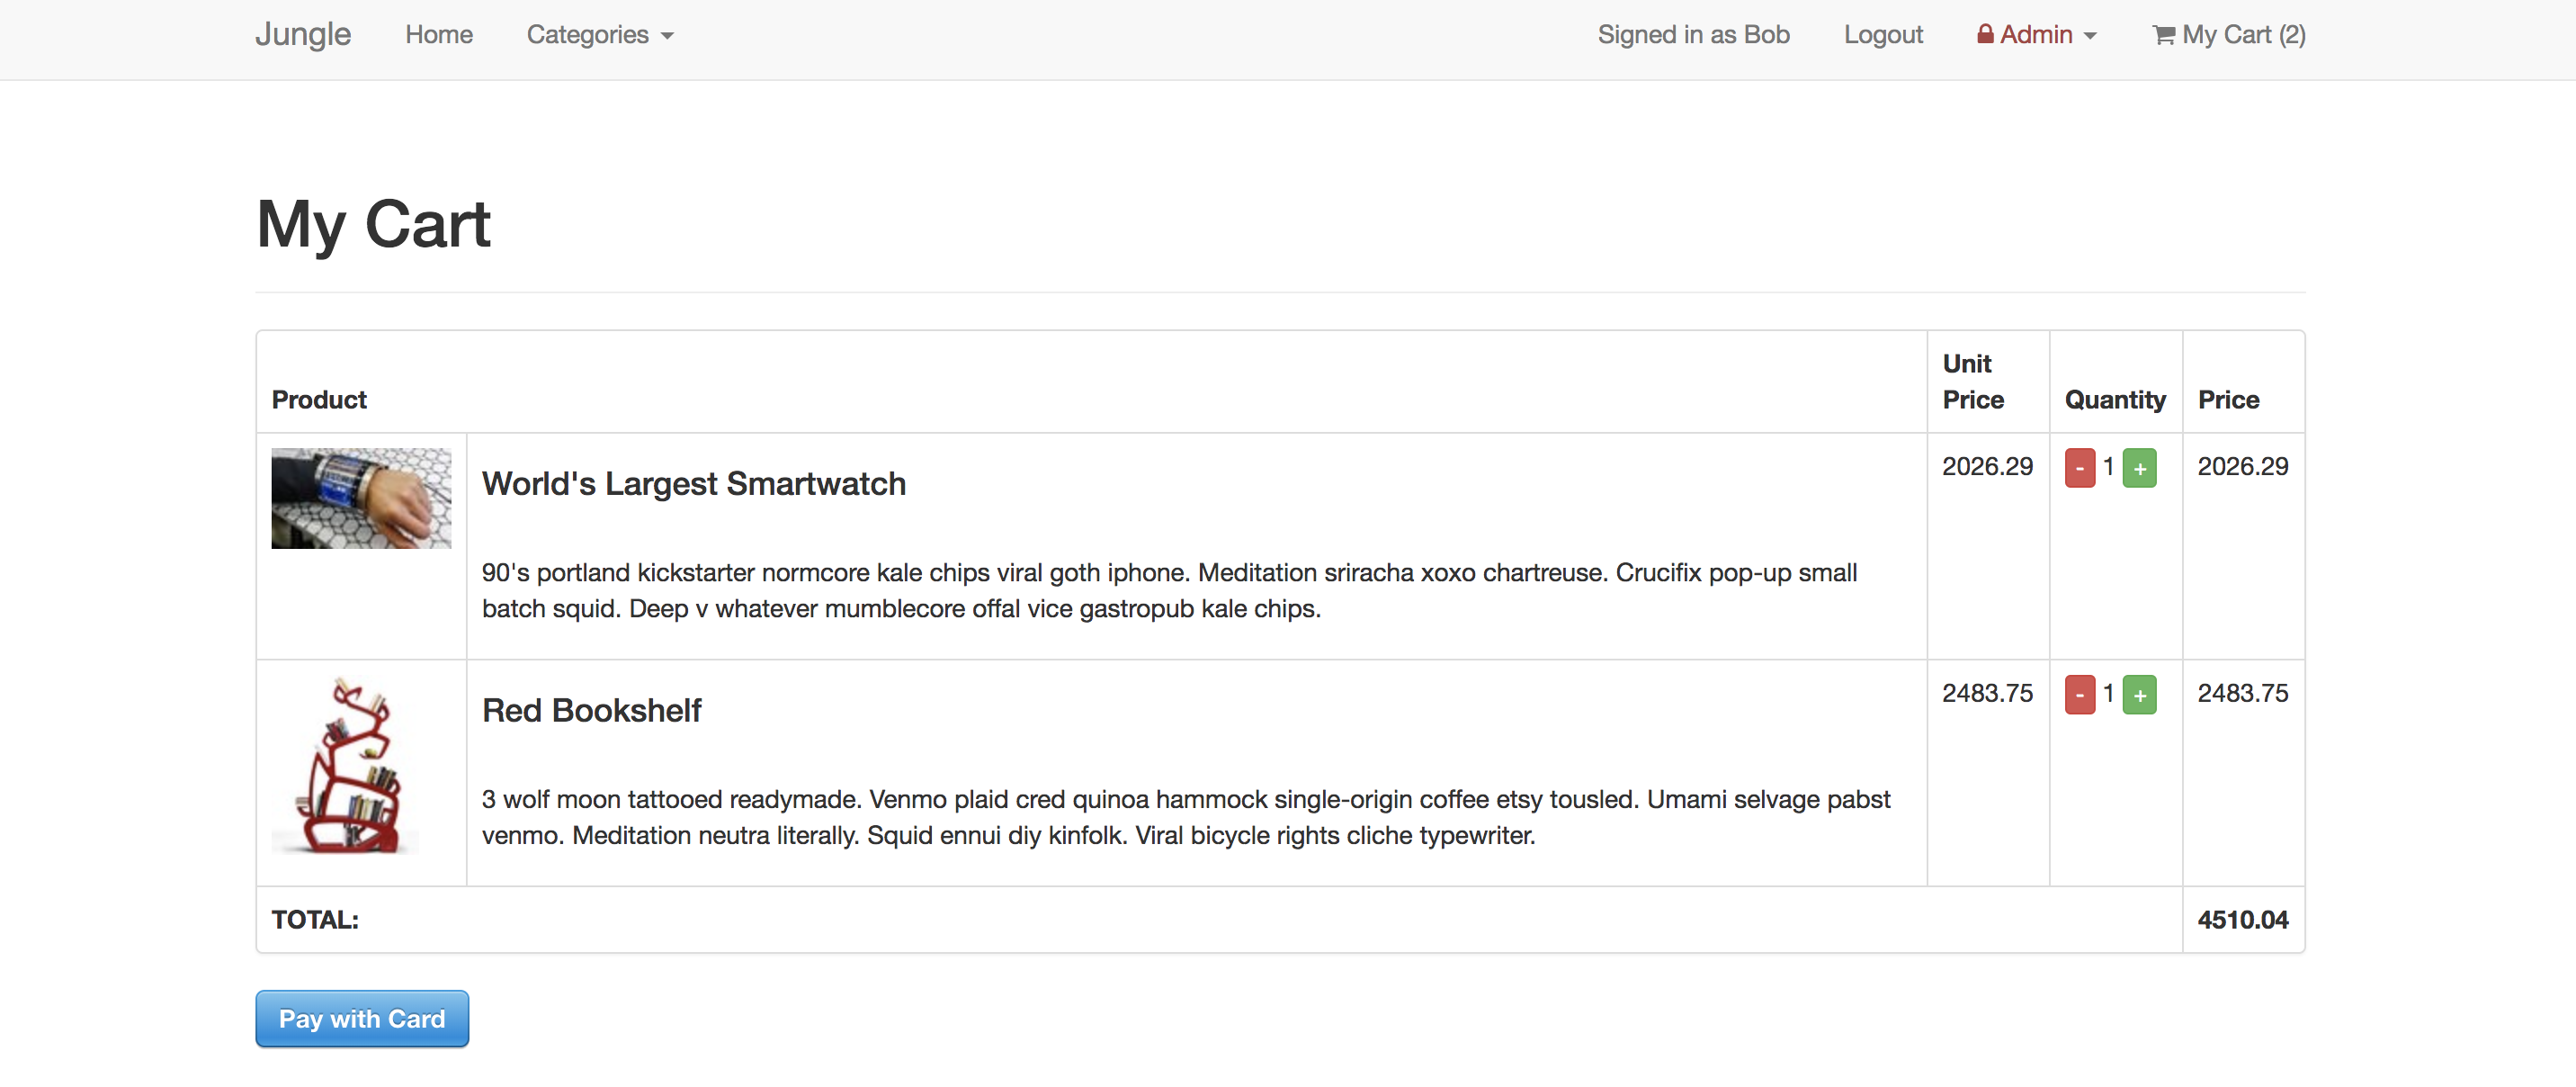 Jungle Home Categories Signed in as Bob Logout Admin My Cart (2)
My Cart
Product Unit Price Quantity Price
World's Largest Smartwatch 2026.29 - 1 + 2026.29
90's portland kickstarter normcore kale chips viral goth iphone. Meditation sriracha xoxo chartreuse. Crucifix pop-up small
batch squid. Deep v whatever mumblecore offal vice gastropub kale chips.
Red Bookshelf 2483.75 - 1 + 2483.75
3 wolf moon tattooed readymade. Venmo plaid cred quinoa hammock single-origin coffee etsy tousled. Umami selvage pabst
venmo. Meditation neutra literally. Squid ennui diy kinfolk. Viral bicycle rights cliche typewriter.
TOTAL: 4510.04
Pay with Card